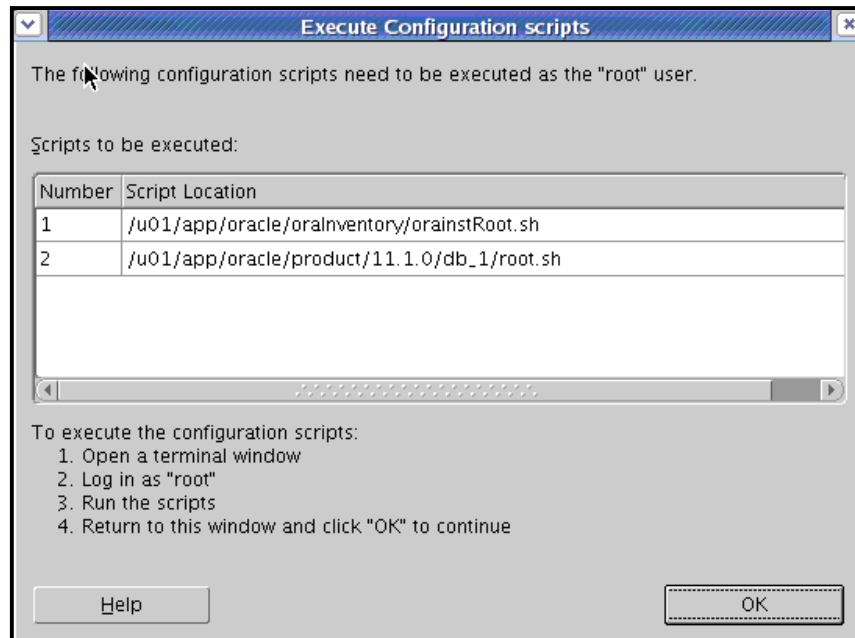 Execute Configuration scripts
The following configuration scripts need to be executed as the "root" user.
Scripts to be executed:
Number Script Location
1 /u01/app/oracle/oraInventory/orainstRoot.sh
2 /u01/app/oracle/product/11.1.0/db_1/root.sh
To execute the configuration scripts:
1. Open a terminal window
2. Log in as "root"
3. Run the scripts
4. Return to this window and click "OK" to continue
Help OK